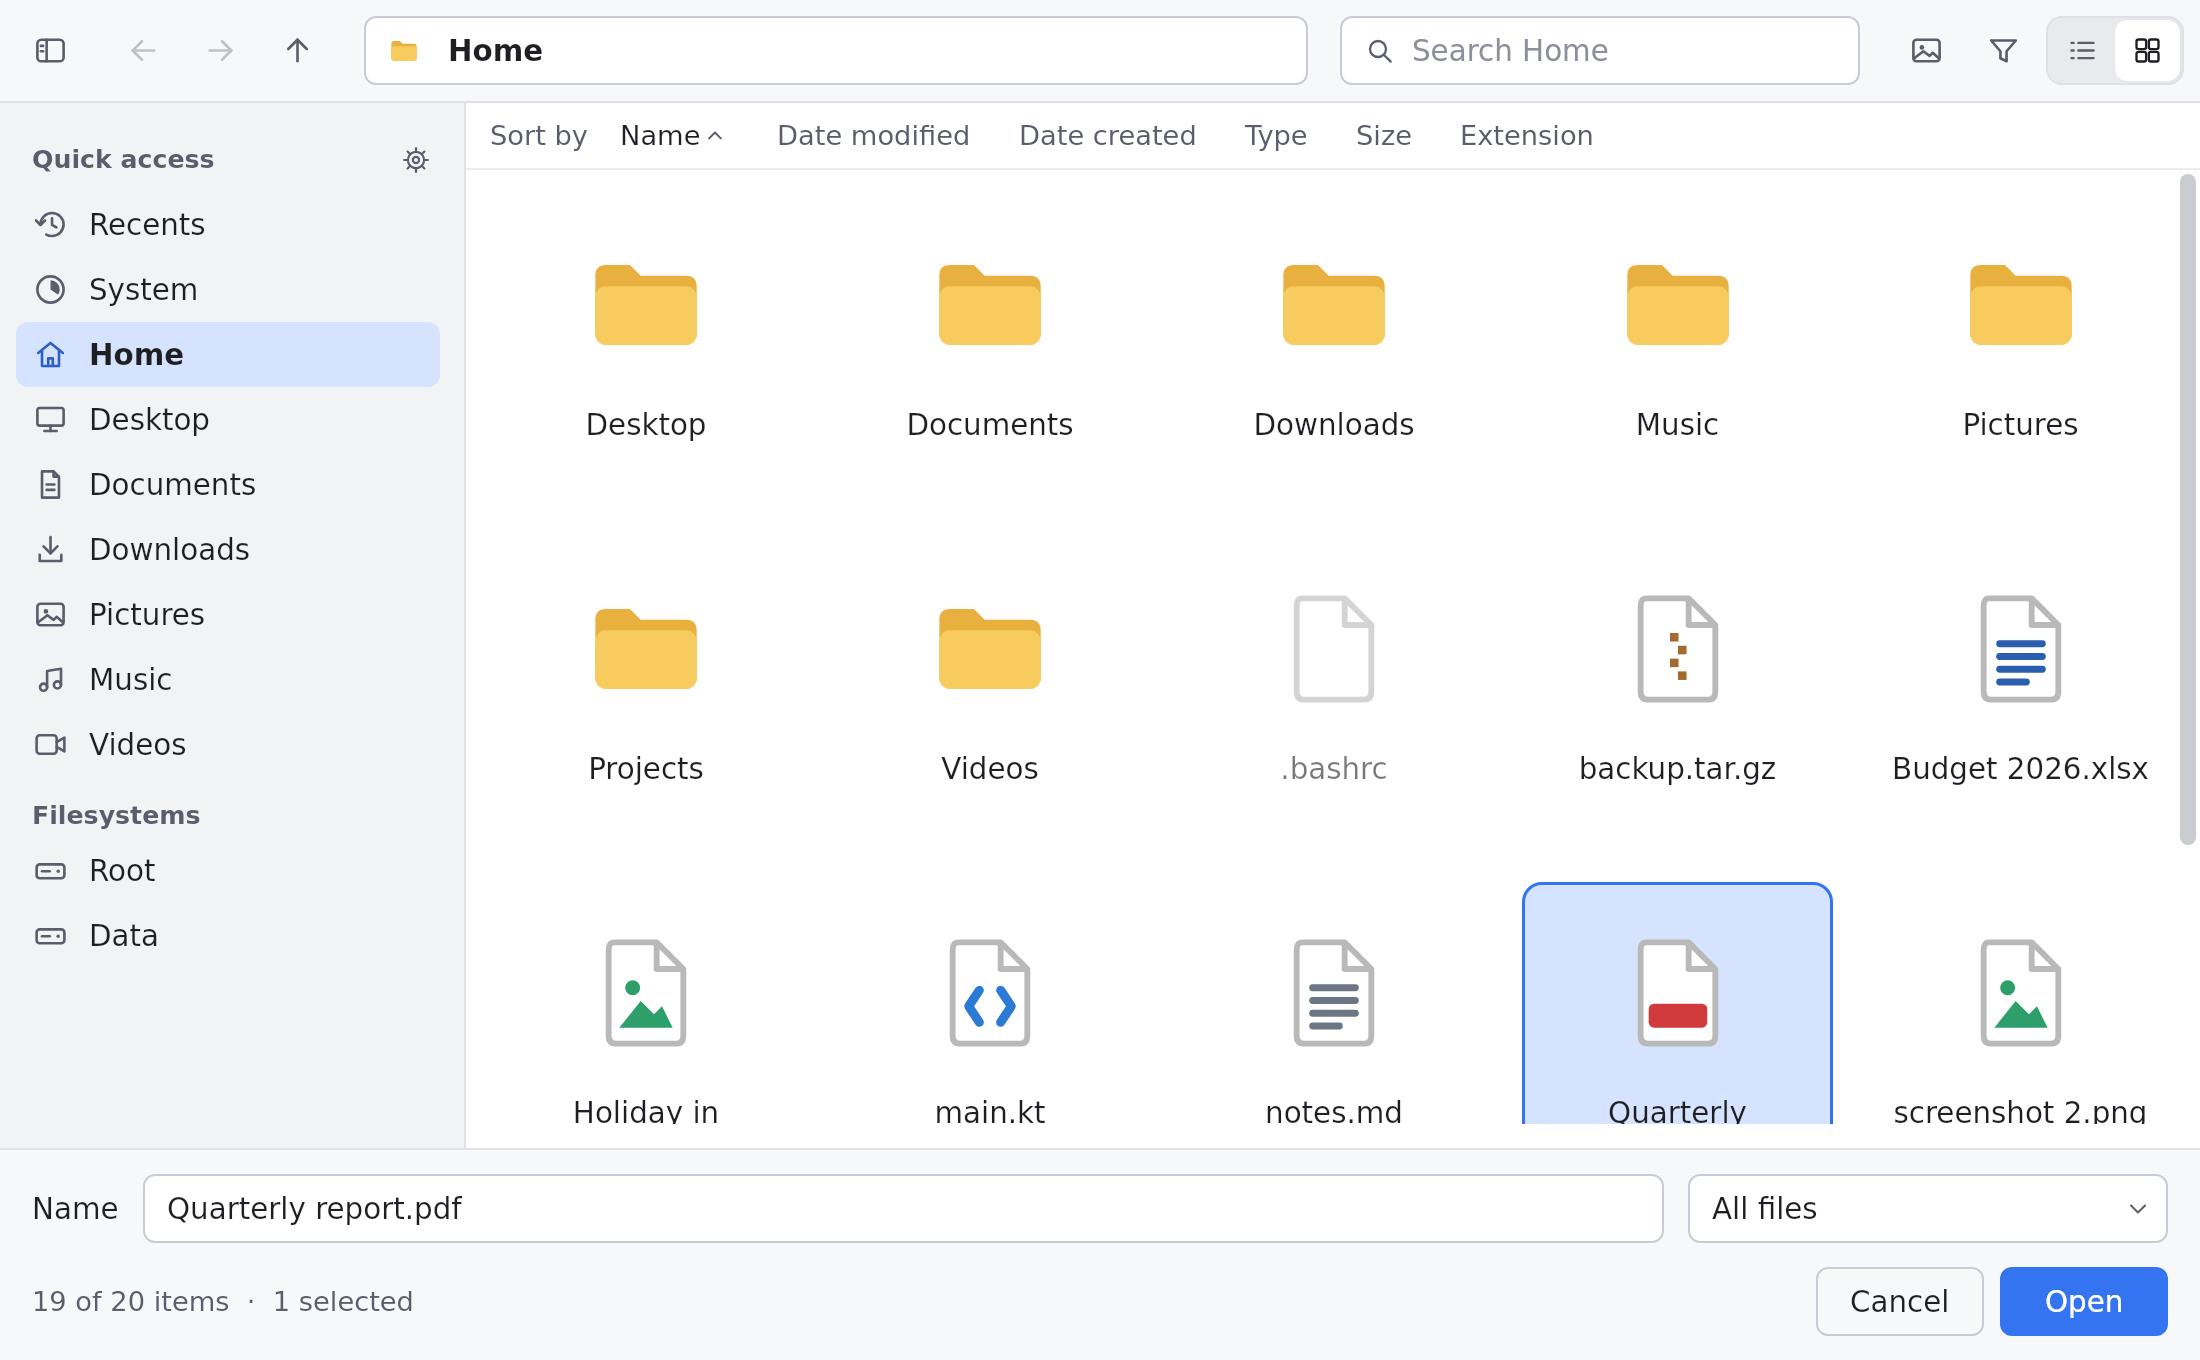 Home
Search Home
Sort by Name Date modified Date created Type Size Extension
Quick access
Recents
System
Home
Desktop
Documents
Downloads
Pictures
Music
Videos
Filesystems
Root
Data
Desktop Documents Downloads Music Pictures
Projects Videos .bashrc backup.tar.gz Budget 2026.xlsx
Holiday in main.kt notes.md Quarterly screenshot 2.png
Name Quarterly report.pdf All files
19 of 20 items · 1 selected
Cancel Open